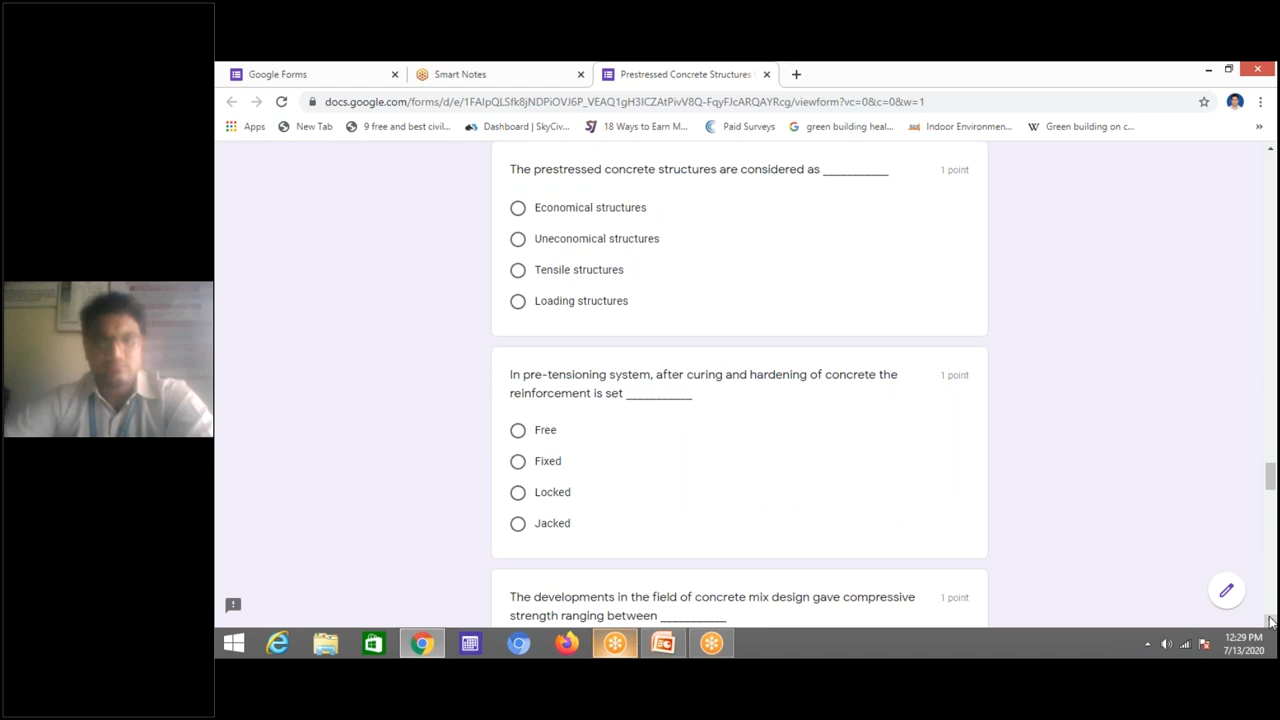 Google Forms
Smart Notes
Prestressed Concrete Structures
docs.google.com/forms/d/e/1FAIpQLSfk8jNDPiOVJ6P_VEAQ1gH3ICZAtPivV8Q-FqyFJcARQAYRcg/viewform?vc=0&c=0&w=1
Apps
New Tab
9 free and best civil...
Dashboard | SkyCiv...
18 Ways to Earn M...
Paid Surveys
green building heal...
Indoor Environmen...
Green building on c...
The prestressed concrete structures are considered as ___________ 1 point
Economical structures
Uneconomical structures
Tensile structures
Loading structures
In pre-tensioning system, after curing and hardening of concrete the 1 point
reinforcement is set ___________
Free
Fixed
Locked
Jacked
The developments in the field of concrete mix design gave compressive 1 point
strength ranging between ___________
12:29 PM
7/13/2020